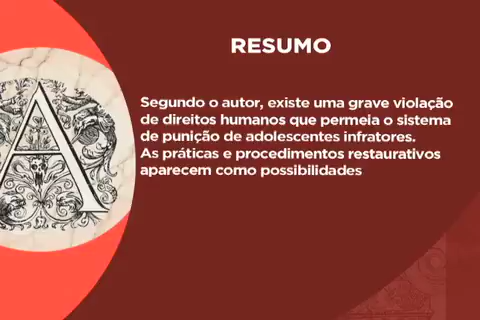 RESUMO
Segundo o autor, existe uma grave violação
de direitos humanos que permeia o sistema
de punição de adolescentes infratores.
As práticas e procedimentos restaurativos
aparecem como possibilidades
A